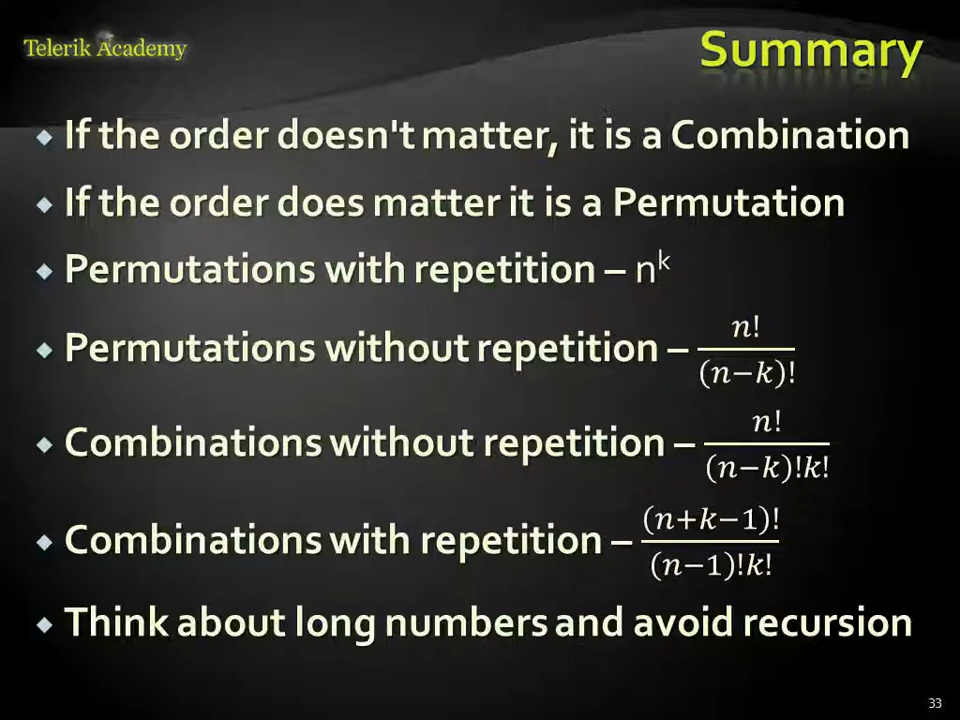 Telerik Academy
Summary
If the order doesn't matter, it is a Combination
If the order does matter it is a Permutation
Permutations with repetition – nᵏ
Permutations without repetition – n!/(n−k)!
Combinations without repetition – n!/(n−k)!k!
Combinations with repetition – (n+k−1)!/(n−1)!k!
Think about long numbers and avoid recursion
33